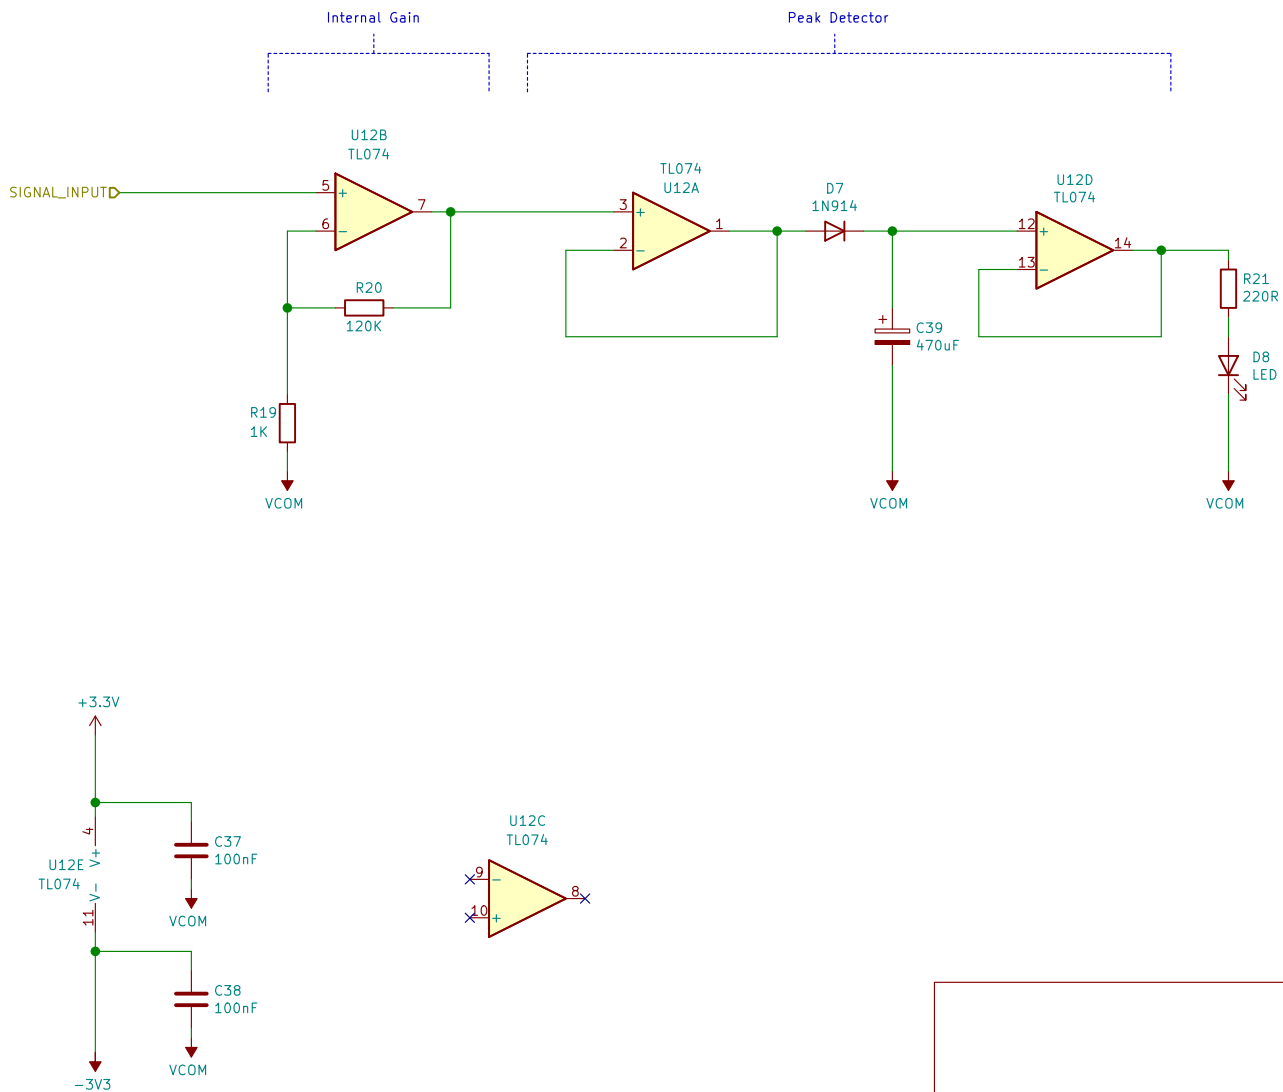 Internal Gain
Peak Detector
U12B
TL074
TL074
U12A
D7
1N914
U12D
TL074
SIGNAL_INPUT
5
+
6
−
7
3
+
2
−
1
12
+
13
−
14
R20
120K
+
C39
470uF
R21
220R
D8
LED
R19
1K
VCOM
VCOM
VCOM
+3.3V
4
V+
U12E
TL074
V-
11
C37
100nF
VCOM
C38
100nF
VCOM
-3V3
U12C
TL074
9
−
10
+
8